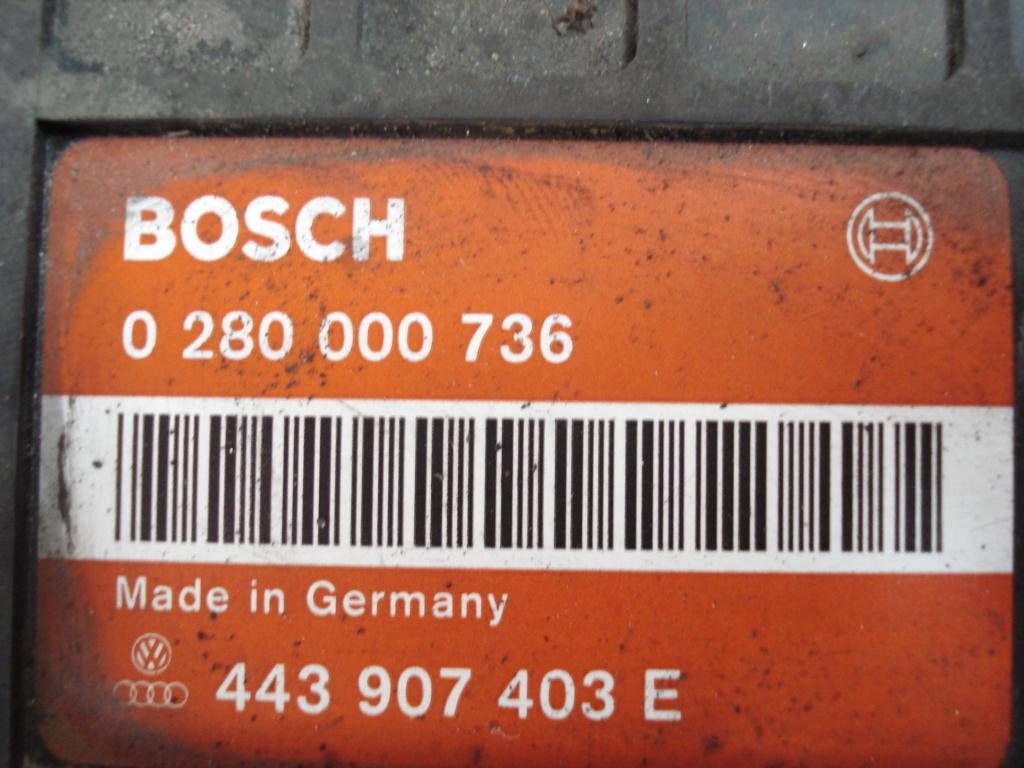 BOSCH
0 280 000 736
Made in Germany
443 907 403 E